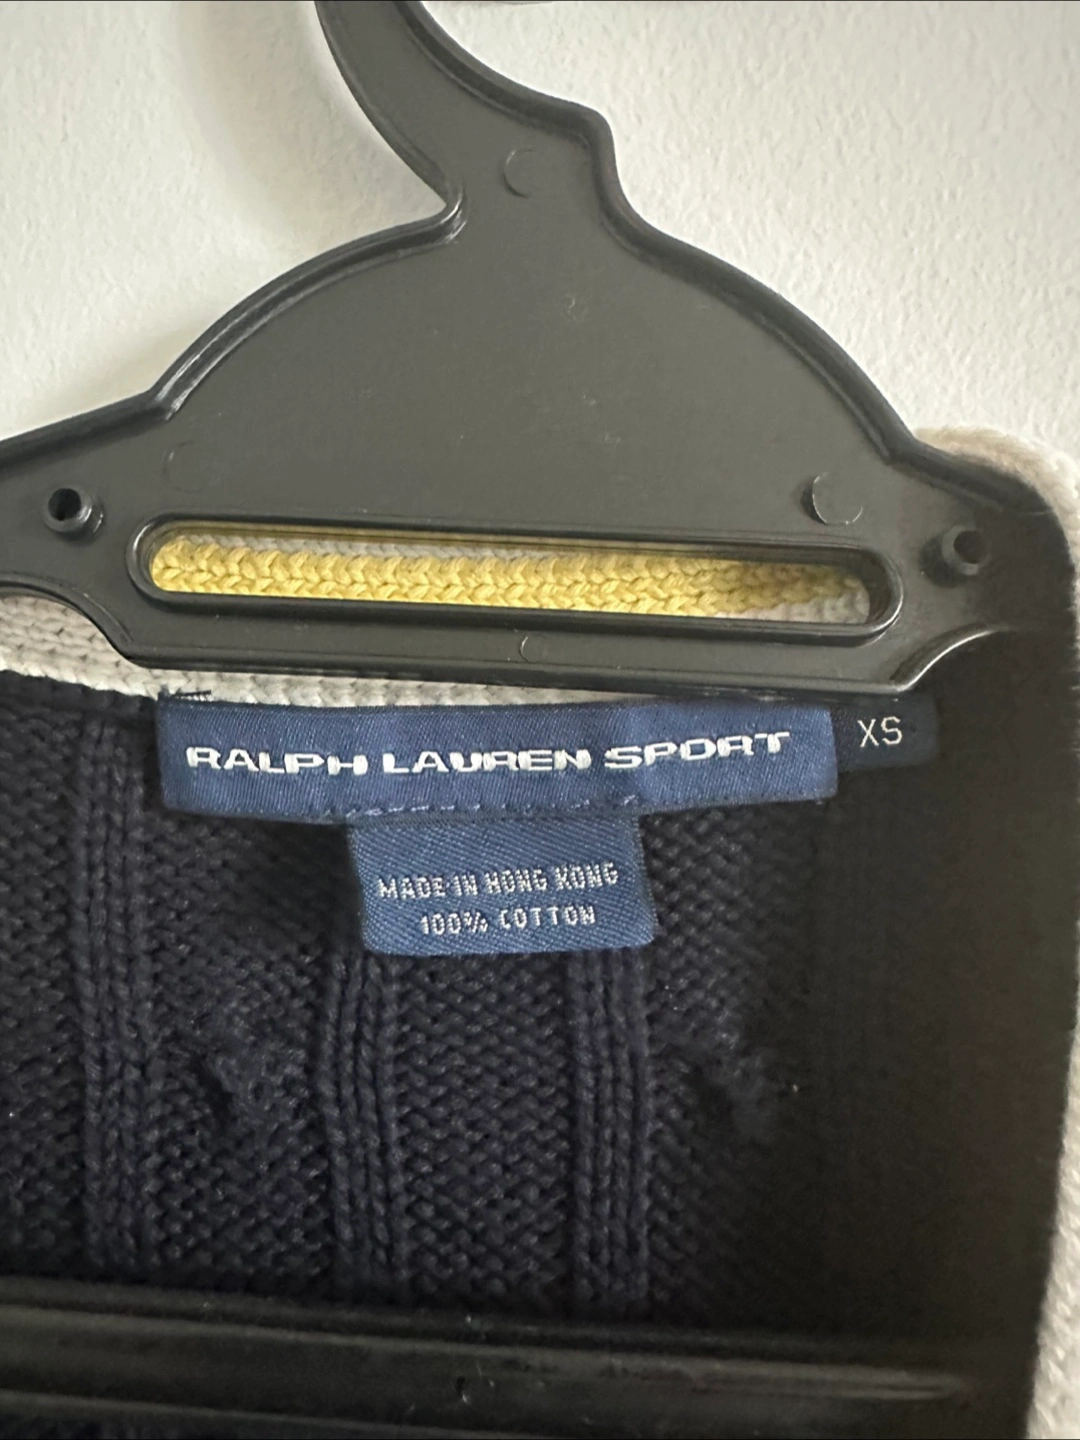 RALPH LAUREN SPORT
XS
MADE IN HONG KONG
100% COTTON